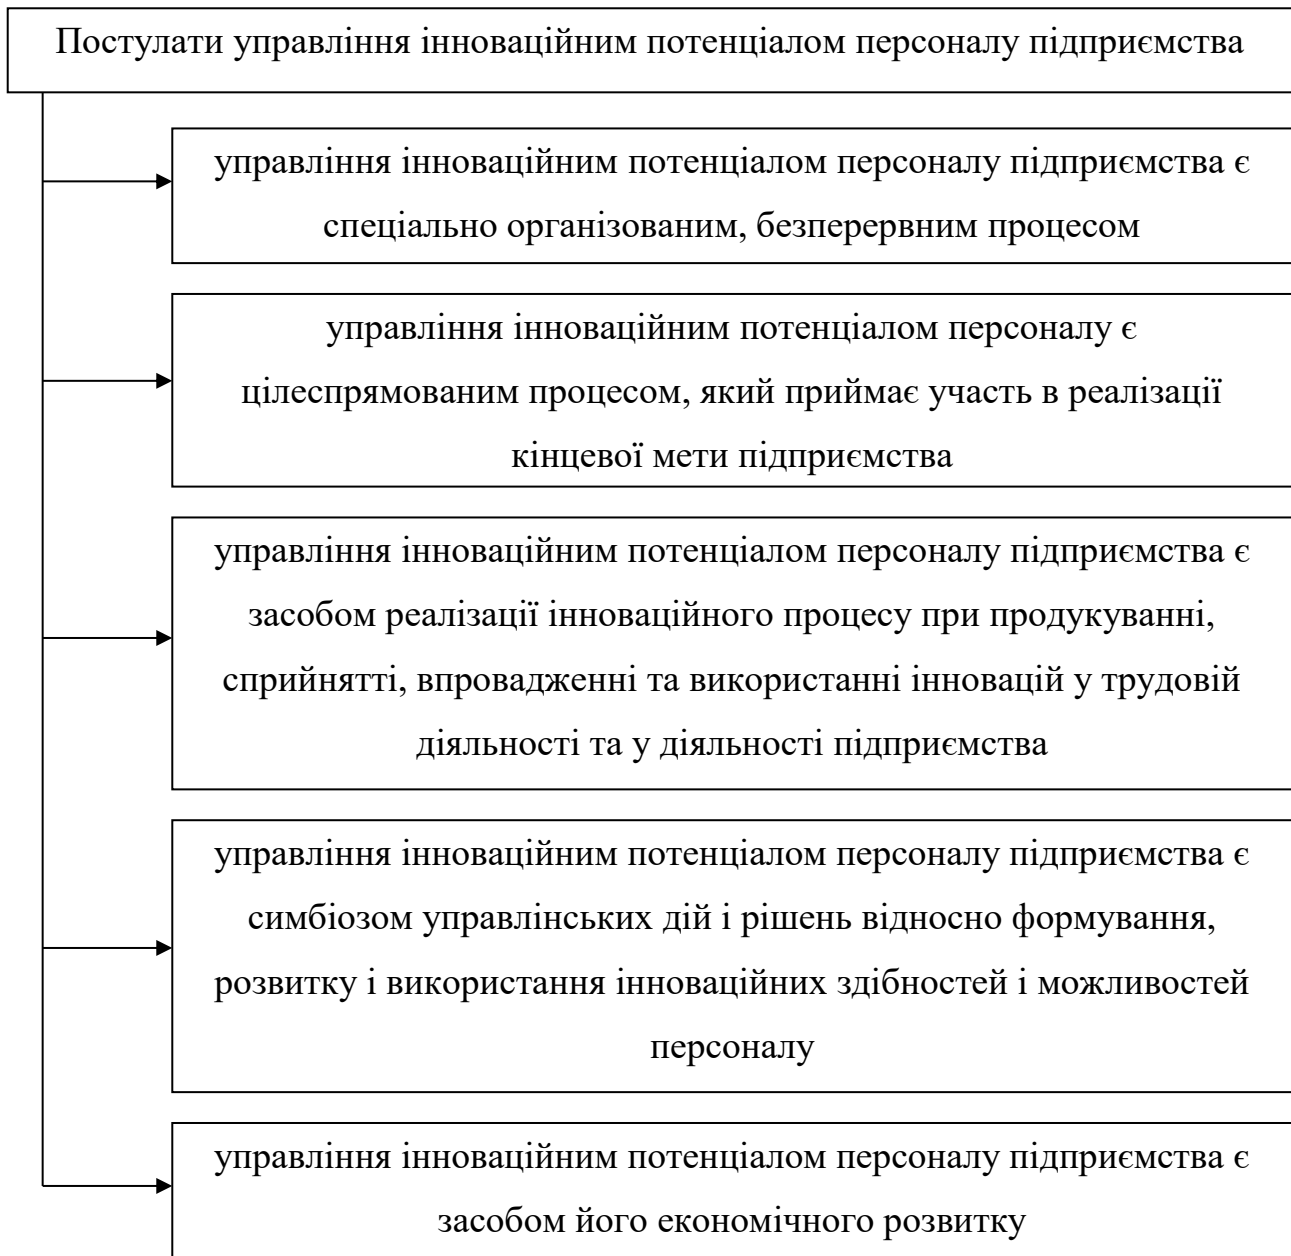 Постулати управління інноваційним потенціалом персоналу підприємства
управління інноваційним потенціалом персоналу підприємства є
спеціально організованим, безперервним процесом
управління інноваційним потенціалом персоналу є
цілеспрямованим процесом, який приймає участь в реалізації
кінцевої мети підприємства
управління інноваційним потенціалом персоналу підприємства є
засобом реалізації інноваційного процесу при продукуванні,
сприйнятті, впровадженні та використанні інновацій у трудовій
діяльності та у діяльності підприємства
управління інноваційним потенціалом персоналу підприємства є
симбіозом управлінських дій і рішень відносно формування,
розвитку і використання інноваційних здібностей і можливостей
персоналу
управління інноваційним потенціалом персоналу підприємства є
засобом його економічного розвитку